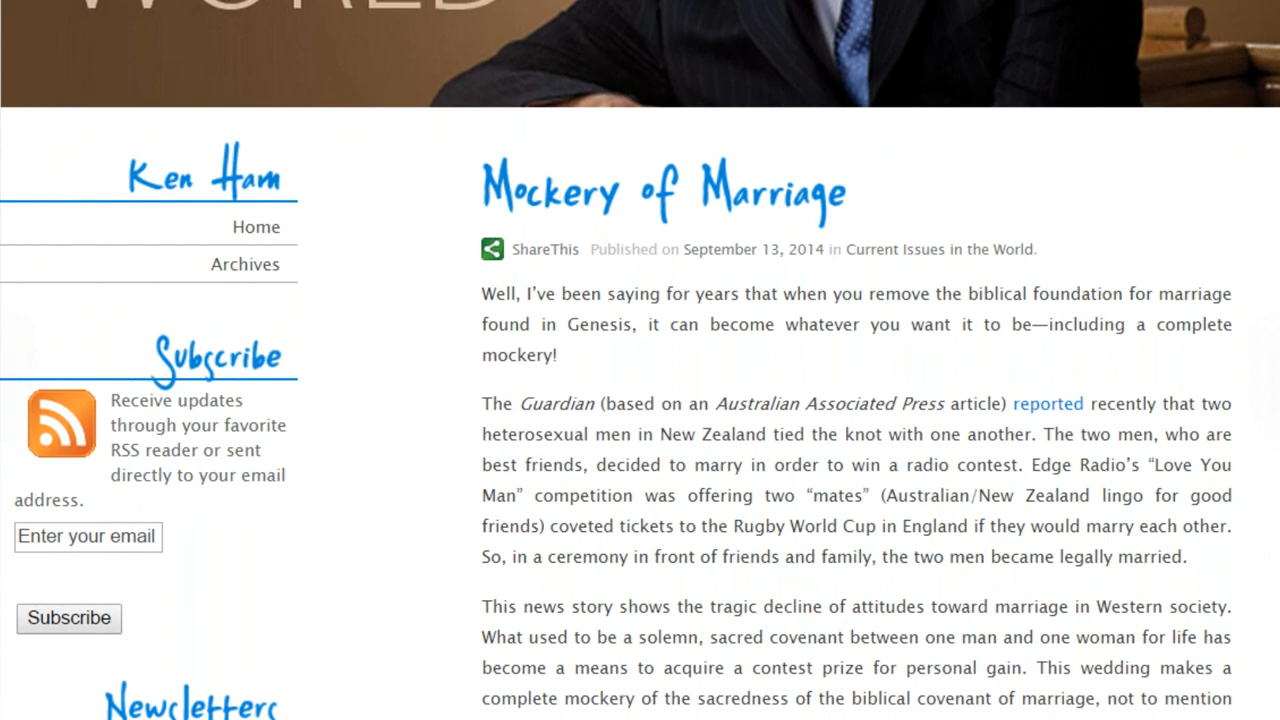 WORLD
Ken Ham
Home
Archives
Subscribe
Receive updates
through your favorite
RSS reader or sent
directly to your email
address.
Enter your email
Subscribe
Newsletters
Mockery of Marriage
ShareThis Published on September 13, 2014 in Current Issues in the World.
Well, I’ve been saying for years that when you remove the biblical foundation for marriage
found in Genesis, it can become whatever you want it to be—including a complete
mockery!
The Guardian (based on an Australian Associated Press article) reported recently that two
heterosexual men in New Zealand tied the knot with one another. The two men, who are
best friends, decided to marry in order to win a radio contest. Edge Radio’s “Love You
Man” competition was offering two “mates” (Australian/New Zealand lingo for good
friends) coveted tickets to the Rugby World Cup in England if they would marry each other.
So, in a ceremony in front of friends and family, the two men became legally married.
This news story shows the tragic decline of attitudes toward marriage in Western society.
What used to be a solemn, sacred covenant between one man and one woman for life has
become a means to acquire a contest prize for personal gain. This wedding makes a
complete mockery of the sacredness of the biblical covenant of marriage, not to mention